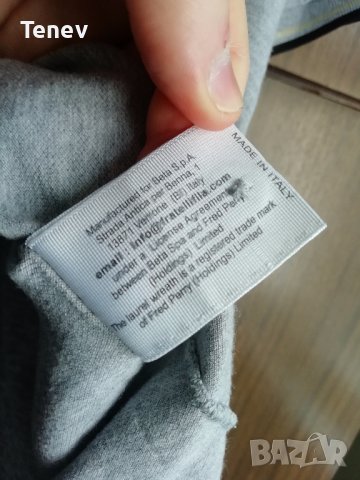 Tenev
MADE IN ITALY
Manufactured for Beta S.p.A.
Strada Antica per Benna, 1
13871 Verrone (BI) Italy
email : info@fratellifila.com
under a License Agreement
between Beta Spa and Fred Perry
(Holdings) Limited
The laurel wreath is a registered trade mark
of Fred Perry (Holdings) Limited
BAZAR